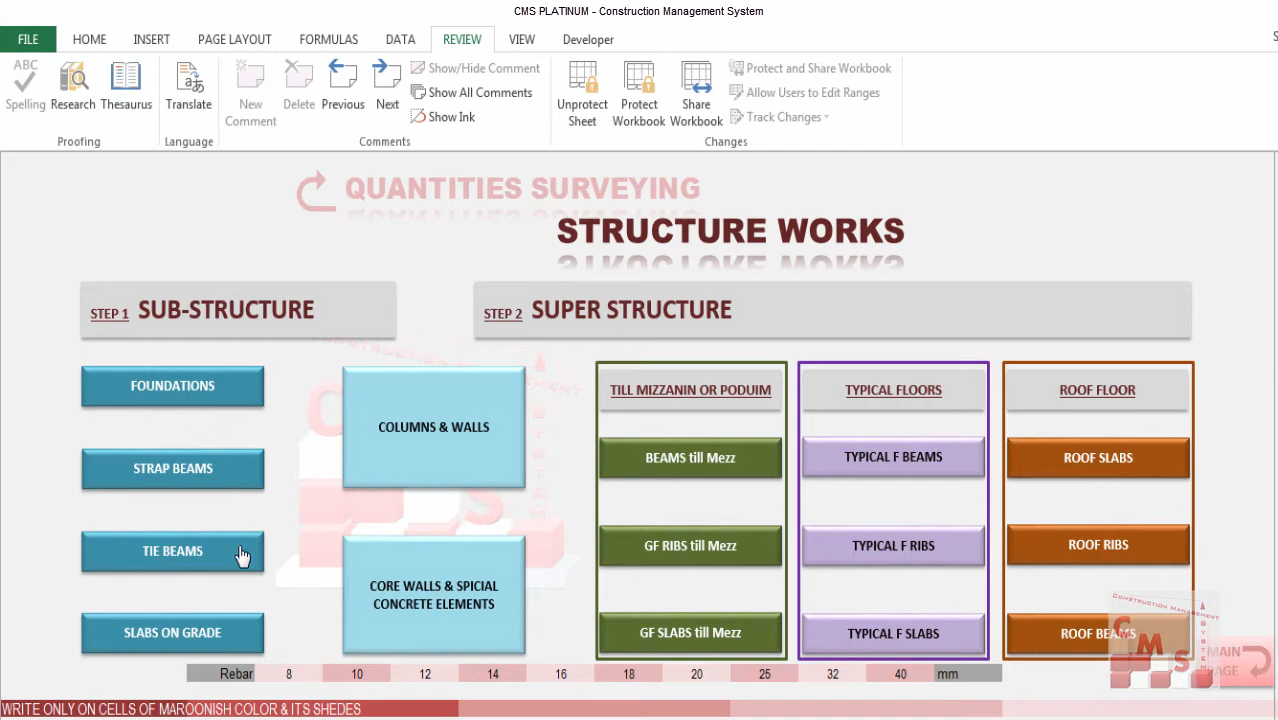 CMS PLATINUM - Construction Management System
FILE HOME INSERT PAGE LAYOUT FORMULAS DATA REVIEW VIEW Developer
ABC
Spelling
Research
Thesaurus
Translate
New
Comment
Delete
Previous
Next
Show/Hide Comment
Show All Comments
Show Ink
Unprotect
Sheet
Protect
Workbook
Share
Workbook
Protect and Share Workbook
Allow Users to Edit Ranges
Track Changes
Proofing Language Comments Changes
QUANTITIES SURVEYING
STRUCTURE WORKS
STEP 1 SUB-STRUCTURE
STEP 2 SUPER STRUCTURE
FOUNDATIONS
STRAP BEAMS
TIE BEAMS
SLABS ON GRADE
COLUMNS & WALLS
CORE WALLS & SPICIAL
CONCRETE ELEMENTS
TILL MIZZANIN OR PODUIM
BEAMS till Mezz
GF RIBS till Mezz
GF SLABS till Mezz
TYPICAL FLOORS
TYPICAL F BEAMS
TYPICAL F RIBS
TYPICAL F SLABS
ROOF FLOOR
ROOF SLABS
ROOF RIBS
ROOF BEAMS
Rebar 8 10 12 14 16 18 20 25 32 40 mm
CONSTRUCTION MANAGEMENT
SYSTEM
CMS
MAIN
PAGE
WRITE ONLY ON CELLS OF MAROONISH COLOR & ITS SHEDES